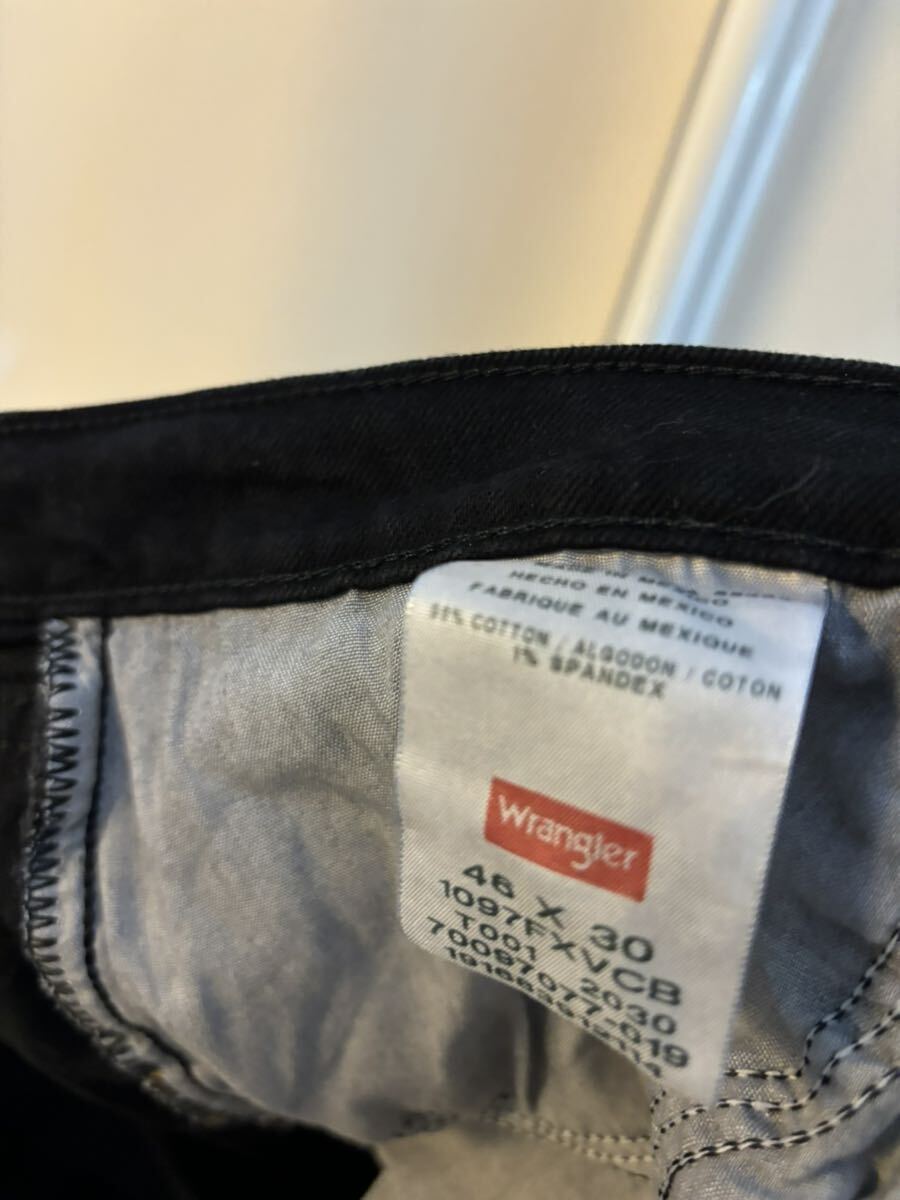 HECHO EN MEXICO
FABRIQUE AU MEXIQUE
COTTON / ALGODON / COTON
1% SPANDEX
Wrangler
46 X 30
1097FXVCB
T001 2030
70097077-019